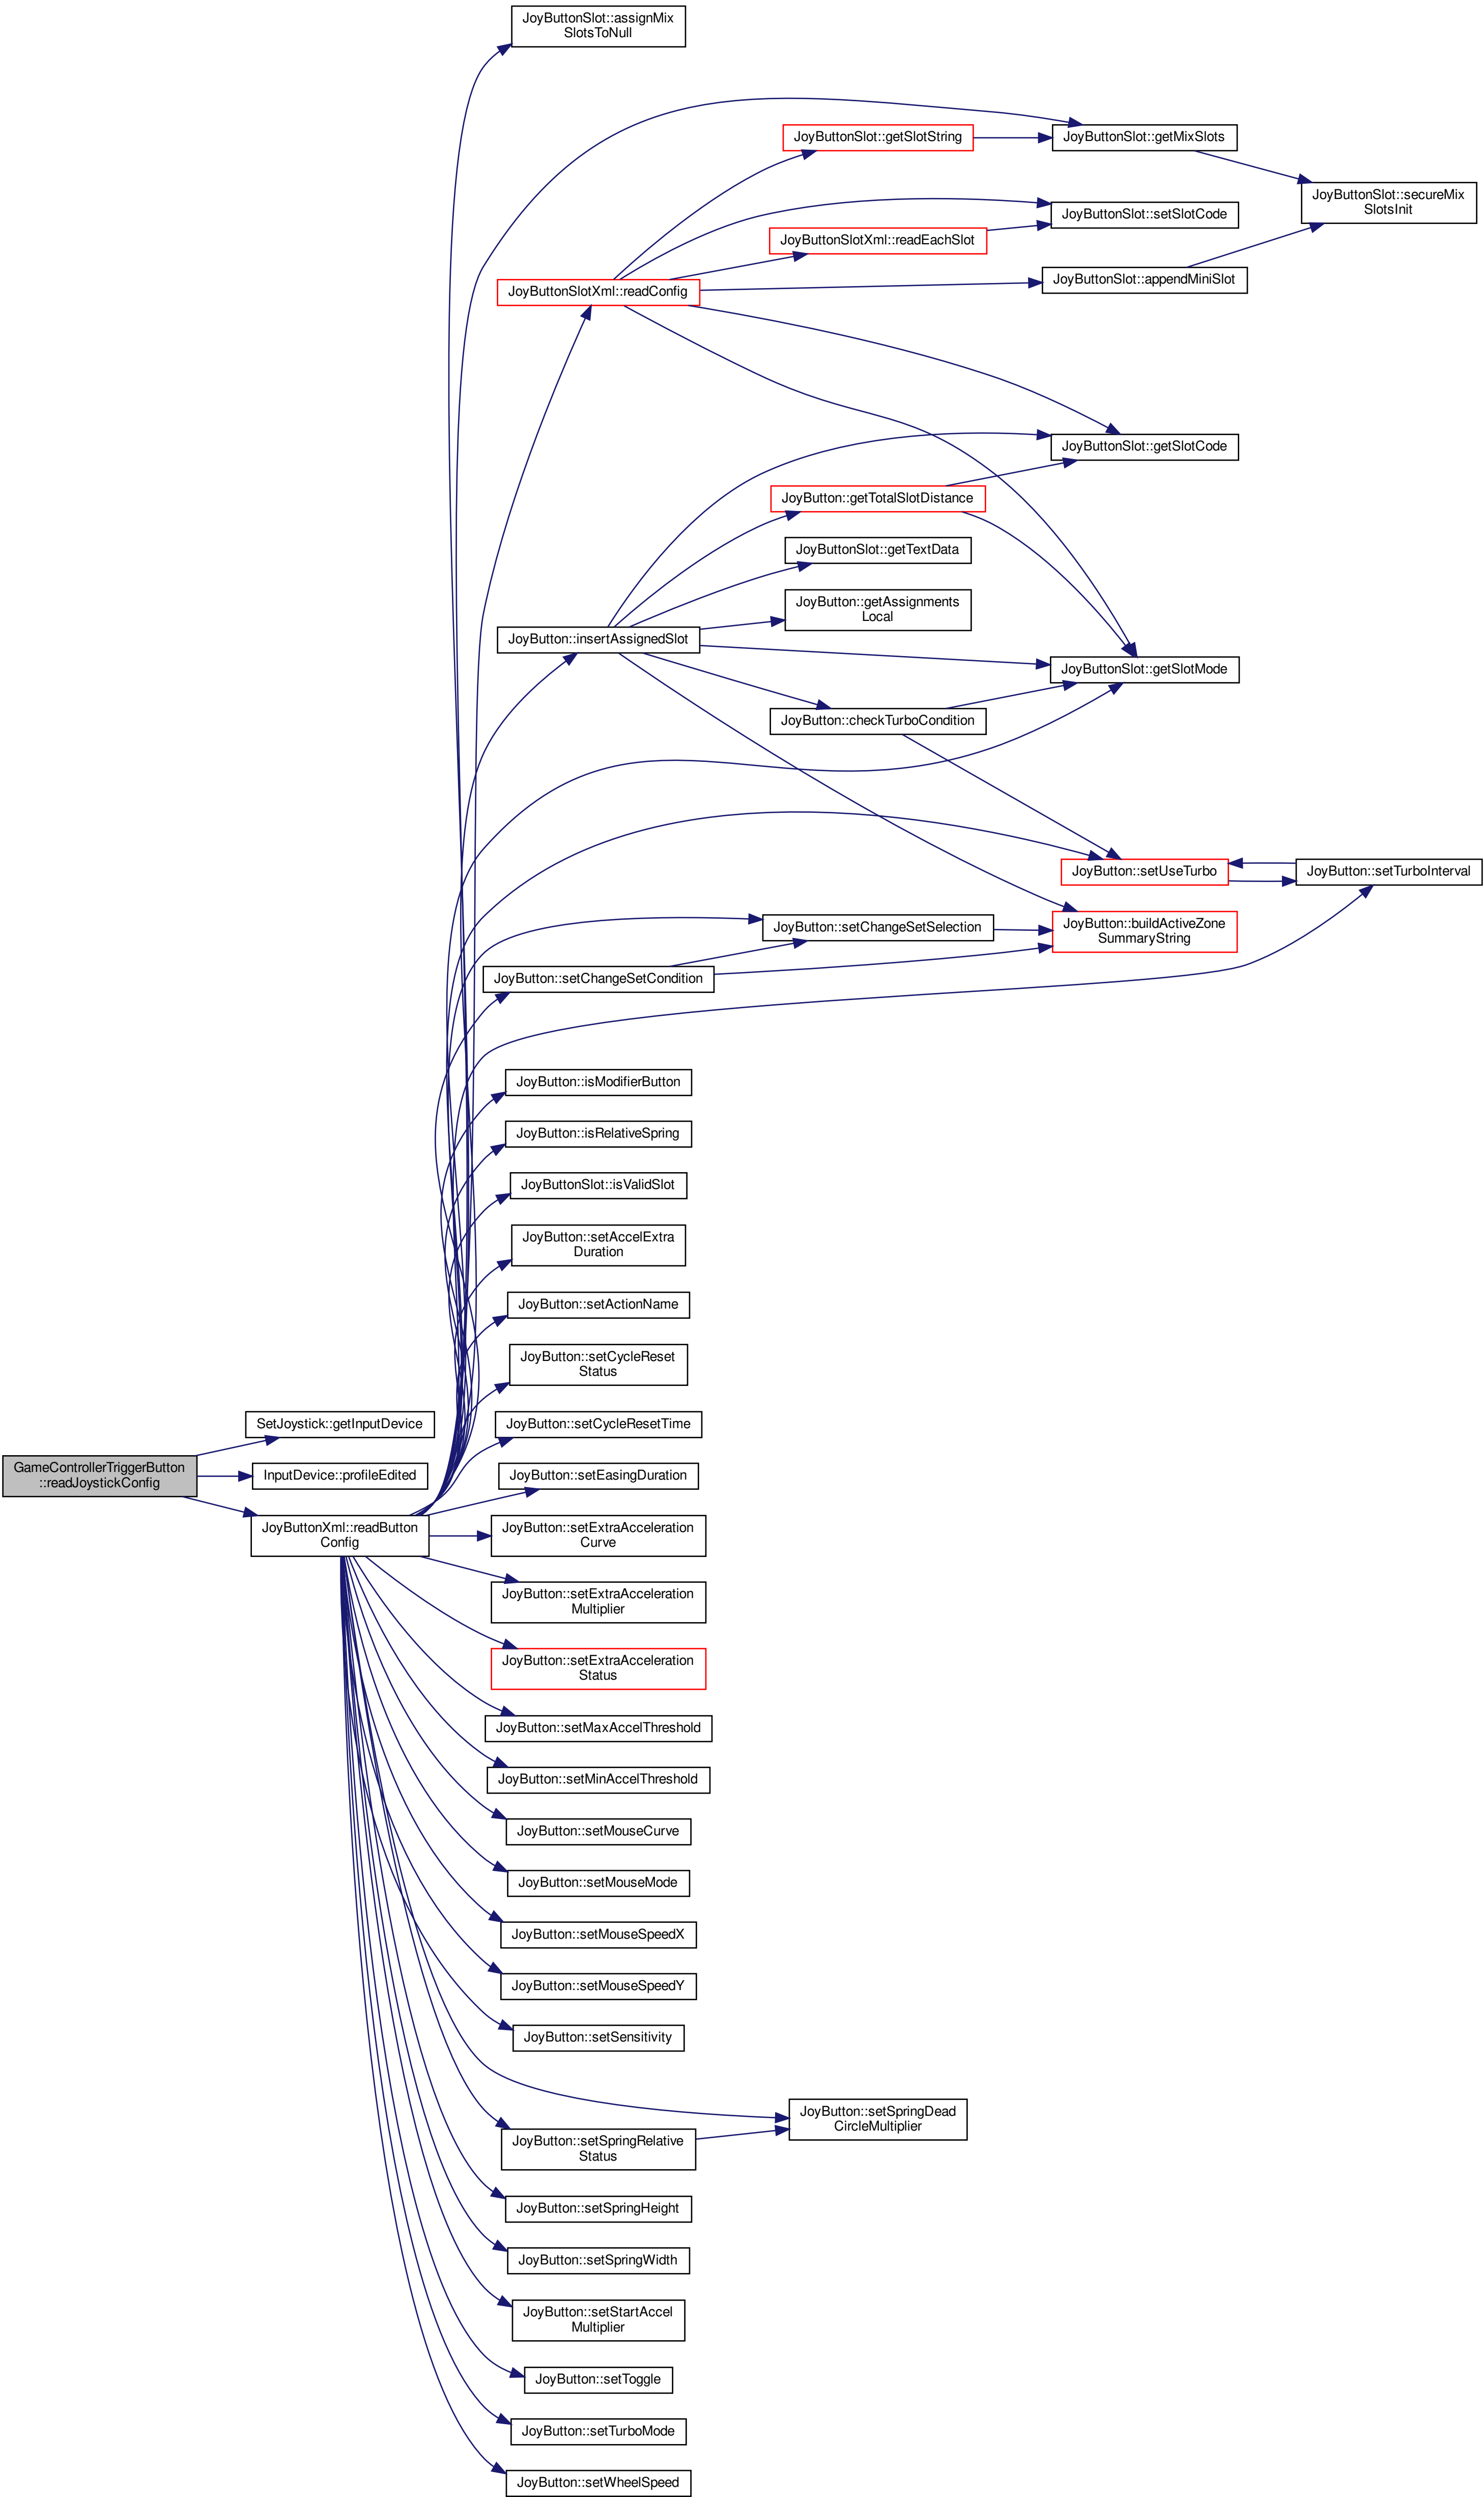 JoyButtonSlot::assignMix
SlotsToNull
JoyButtonSlot::getSlotString
JoyButtonSlot::getMixSlots
JoyButtonSlot::secureMix
SlotsInit
JoyButtonSlot::setSlotCode
JoyButtonSlotXml::readEachSlot
JoyButtonSlot::appendMiniSlot
JoyButtonSlotXml::readConfig
JoyButtonSlot::getSlotCode
JoyButton::getTotalSlotDistance
JoyButtonSlot::getTextData
JoyButton::getAssignments
Local
JoyButton::insertAssignedSlot
JoyButtonSlot::getSlotMode
JoyButton::checkTurboCondition
JoyButton::setUseTurbo
JoyButton::setTurboInterval
JoyButton::setChangeSetSelection
JoyButton::buildActiveZone
SummaryString
JoyButton::setChangeSetCondition
JoyButton::isModifierButton
JoyButton::isRelativeSpring
JoyButtonSlot::isValidSlot
JoyButton::setAccelExtra
Duration
JoyButton::setActionName
JoyButton::setCycleReset
Status
SetJoystick::getInputDevice
JoyButton::setCycleResetTime
GameControllerTriggerButton
::readJoystickConfig
InputDevice::profileEdited
JoyButton::setEasingDuration
JoyButtonXml::readButton
Config
JoyButton::setExtraAcceleration
Curve
JoyButton::setExtraAcceleration
Multiplier
JoyButton::setExtraAcceleration
Status
JoyButton::setMaxAccelThreshold
JoyButton::setMinAccelThreshold
JoyButton::setMouseCurve
JoyButton::setMouseMode
JoyButton::setMouseSpeedX
JoyButton::setMouseSpeedY
JoyButton::setSensitivity
JoyButton::setSpringDead
CircleMultiplier
JoyButton::setSpringRelative
Status
JoyButton::setSpringHeight
JoyButton::setSpringWidth
JoyButton::setStartAccel
Multiplier
JoyButton::setToggle
JoyButton::setTurboMode
JoyButton::setWheelSpeed